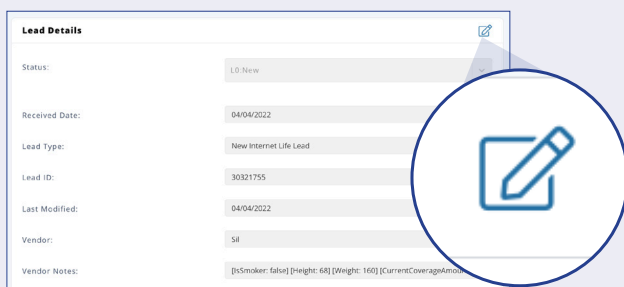 Lead Details
Status:
L0:New
Received Date:
04/04/2022
Lead Type:
New Internet Life Lead
Lead ID:
30321755
Last Modified:
04/04/2022
Vendor:
Sil
Vendor Notes:
[IsSmoker: false] [Height: 68] [Weight: 160] [CurrentCoverageAmou